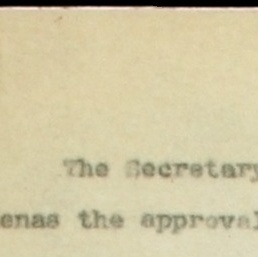 The Secretary
enas the approval